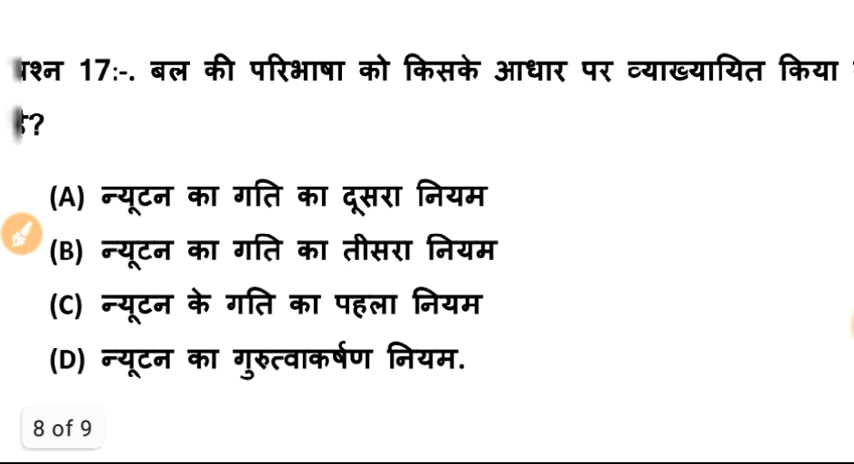 प्रश्न 17:-. बल की परिभाषा को किसके आधार पर व्याख्यायित किया
है?
(A) न्यूटन का गति का दूसरा नियम
(B) न्यूटन का गति का तीसरा नियम
(C) न्यूटन के गति का पहला नियम
(D) न्यूटन का गुरुत्वाकर्षण नियम.
8 of 9